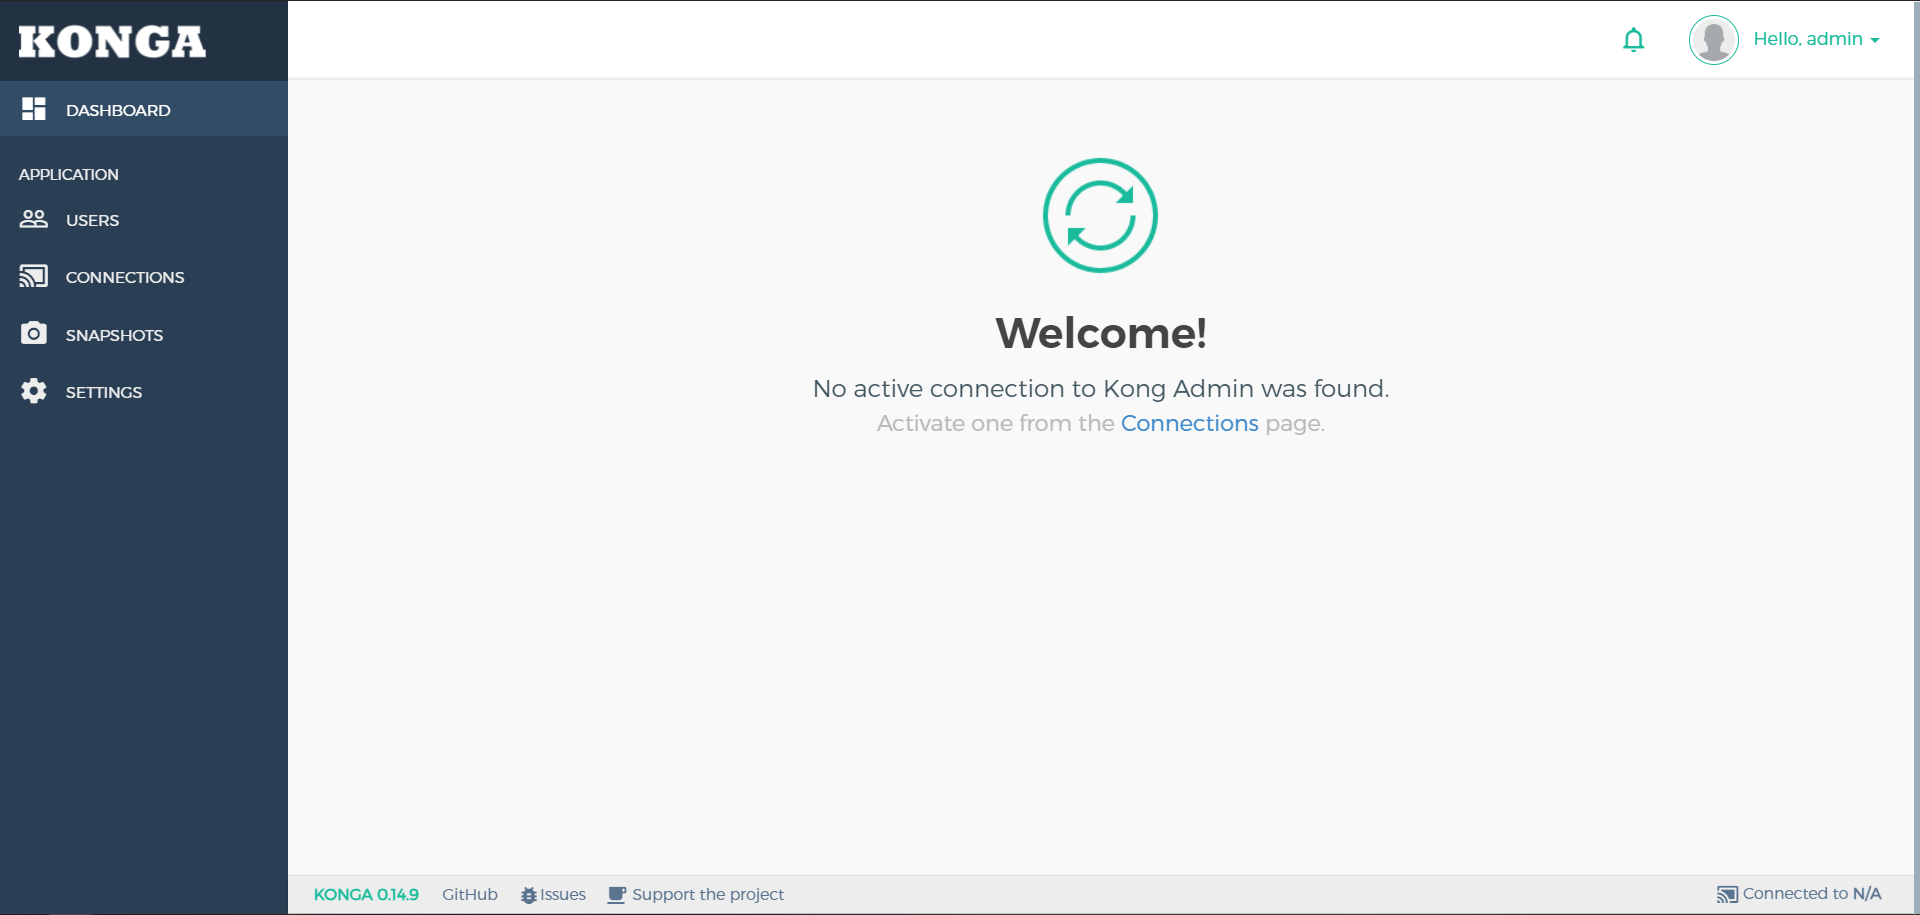 KONGA
Hello, admin
DASHBOARD
APPLICATION
USERS
CONNECTIONS
SNAPSHOTS
SETTINGS
Welcome!
No active connection to Kong Admin was found.
Activate one from the Connections page.
KONGA 0.14.9 GitHub Issues Support the project Connected to N/A